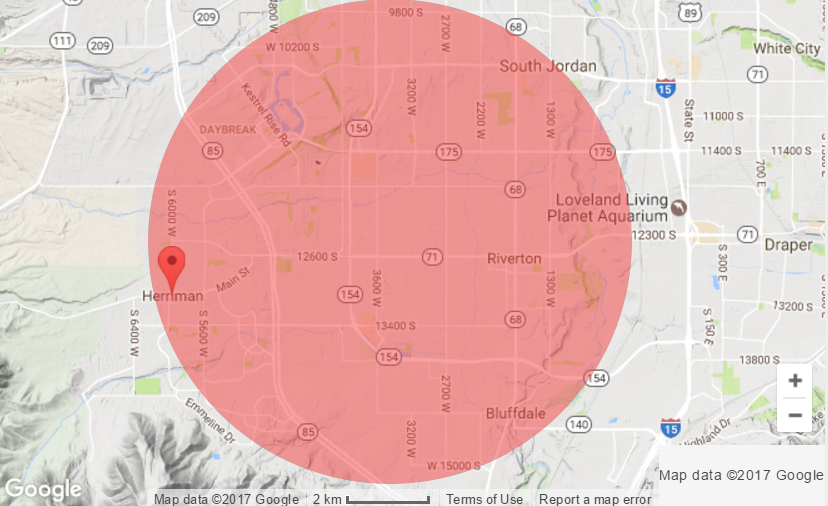 209
9800 S
68
89
111
209
W 10200 S
2700 W
South Jordan
White City
71
15
Kestrel Rise Rd
3200 W
2200 W
1300 W
State St
11000 S
DAYBREAK
154
85
175
175
11400 S
11400 S
700 E
68
S 6000 W
Loveland Living
Planet Aquarium
12300 S
71
Draper
12600 S
71
Riverton
S 300 E
Main St
Herriman
154
3600 W
1300 W
S 6400 W
S 5600 W
13400 S
68
S 150 E
13200 S
154
13800 S
154
2700 W
Emmeline Dr
85
3200 W
Bluffdale
140
15
Highland Dr
W 15000 S
+
−
Map data ©2017 Google
Google
Map data ©2017 Google
2 km
Terms of Use
Report a map error